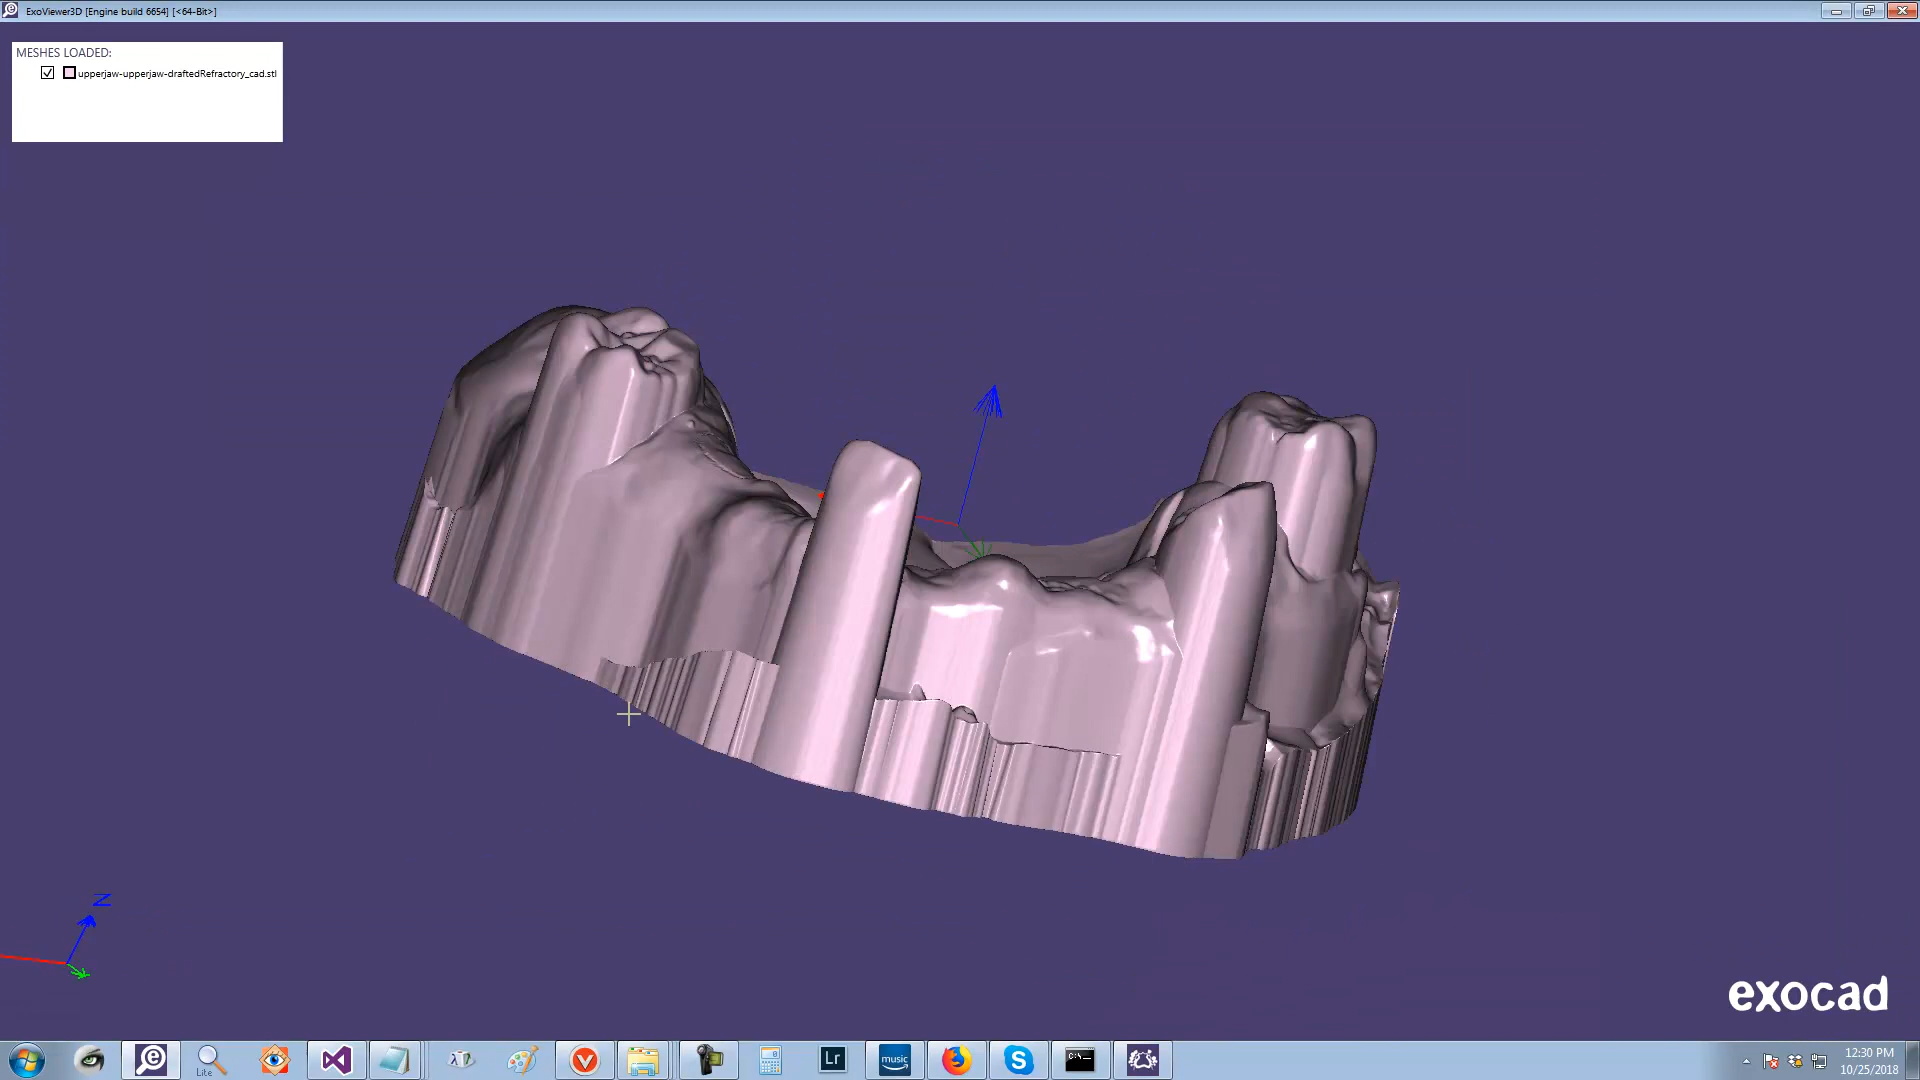 ExoViewer3D [Engine build 6654] [<64-Bit>]
MESHES LOADED:
upperjaw-upperjaw-draftedRefractory_cad.stl
Z
exocad
Lite
Lr
music
C:\_
12:30 PM
10/25/2018